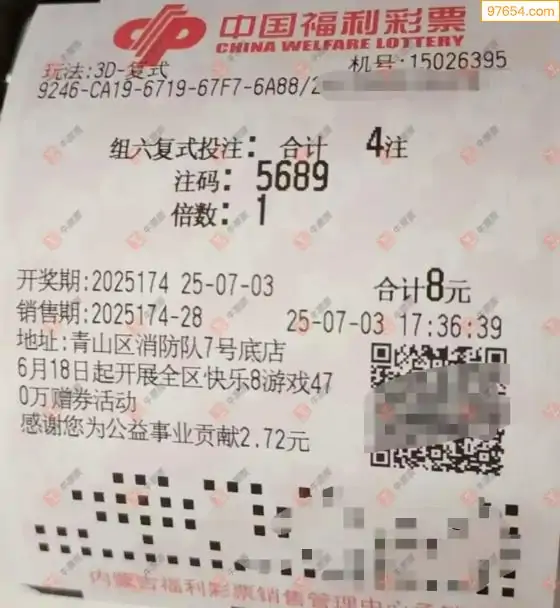 97654.com
中国福利彩票
CHINA WELFARE LOTTERY
玩法:3D-复式 机号:15026395
9246-CA19-6719-67F7-6A88/2
组六复式投注: 合计 4注
注码: 5689
倍数: 1
开奖期:2025174 25-07-03 合计8元
销售期:2025174-28 25-07-03 17:36:39
地址:青山区消防队7号底店
6月18日起开展全区快乐8游戏47
0万赠券活动
感谢您为公益事业贡献2.72元
内蒙古福利彩票销售管理中心